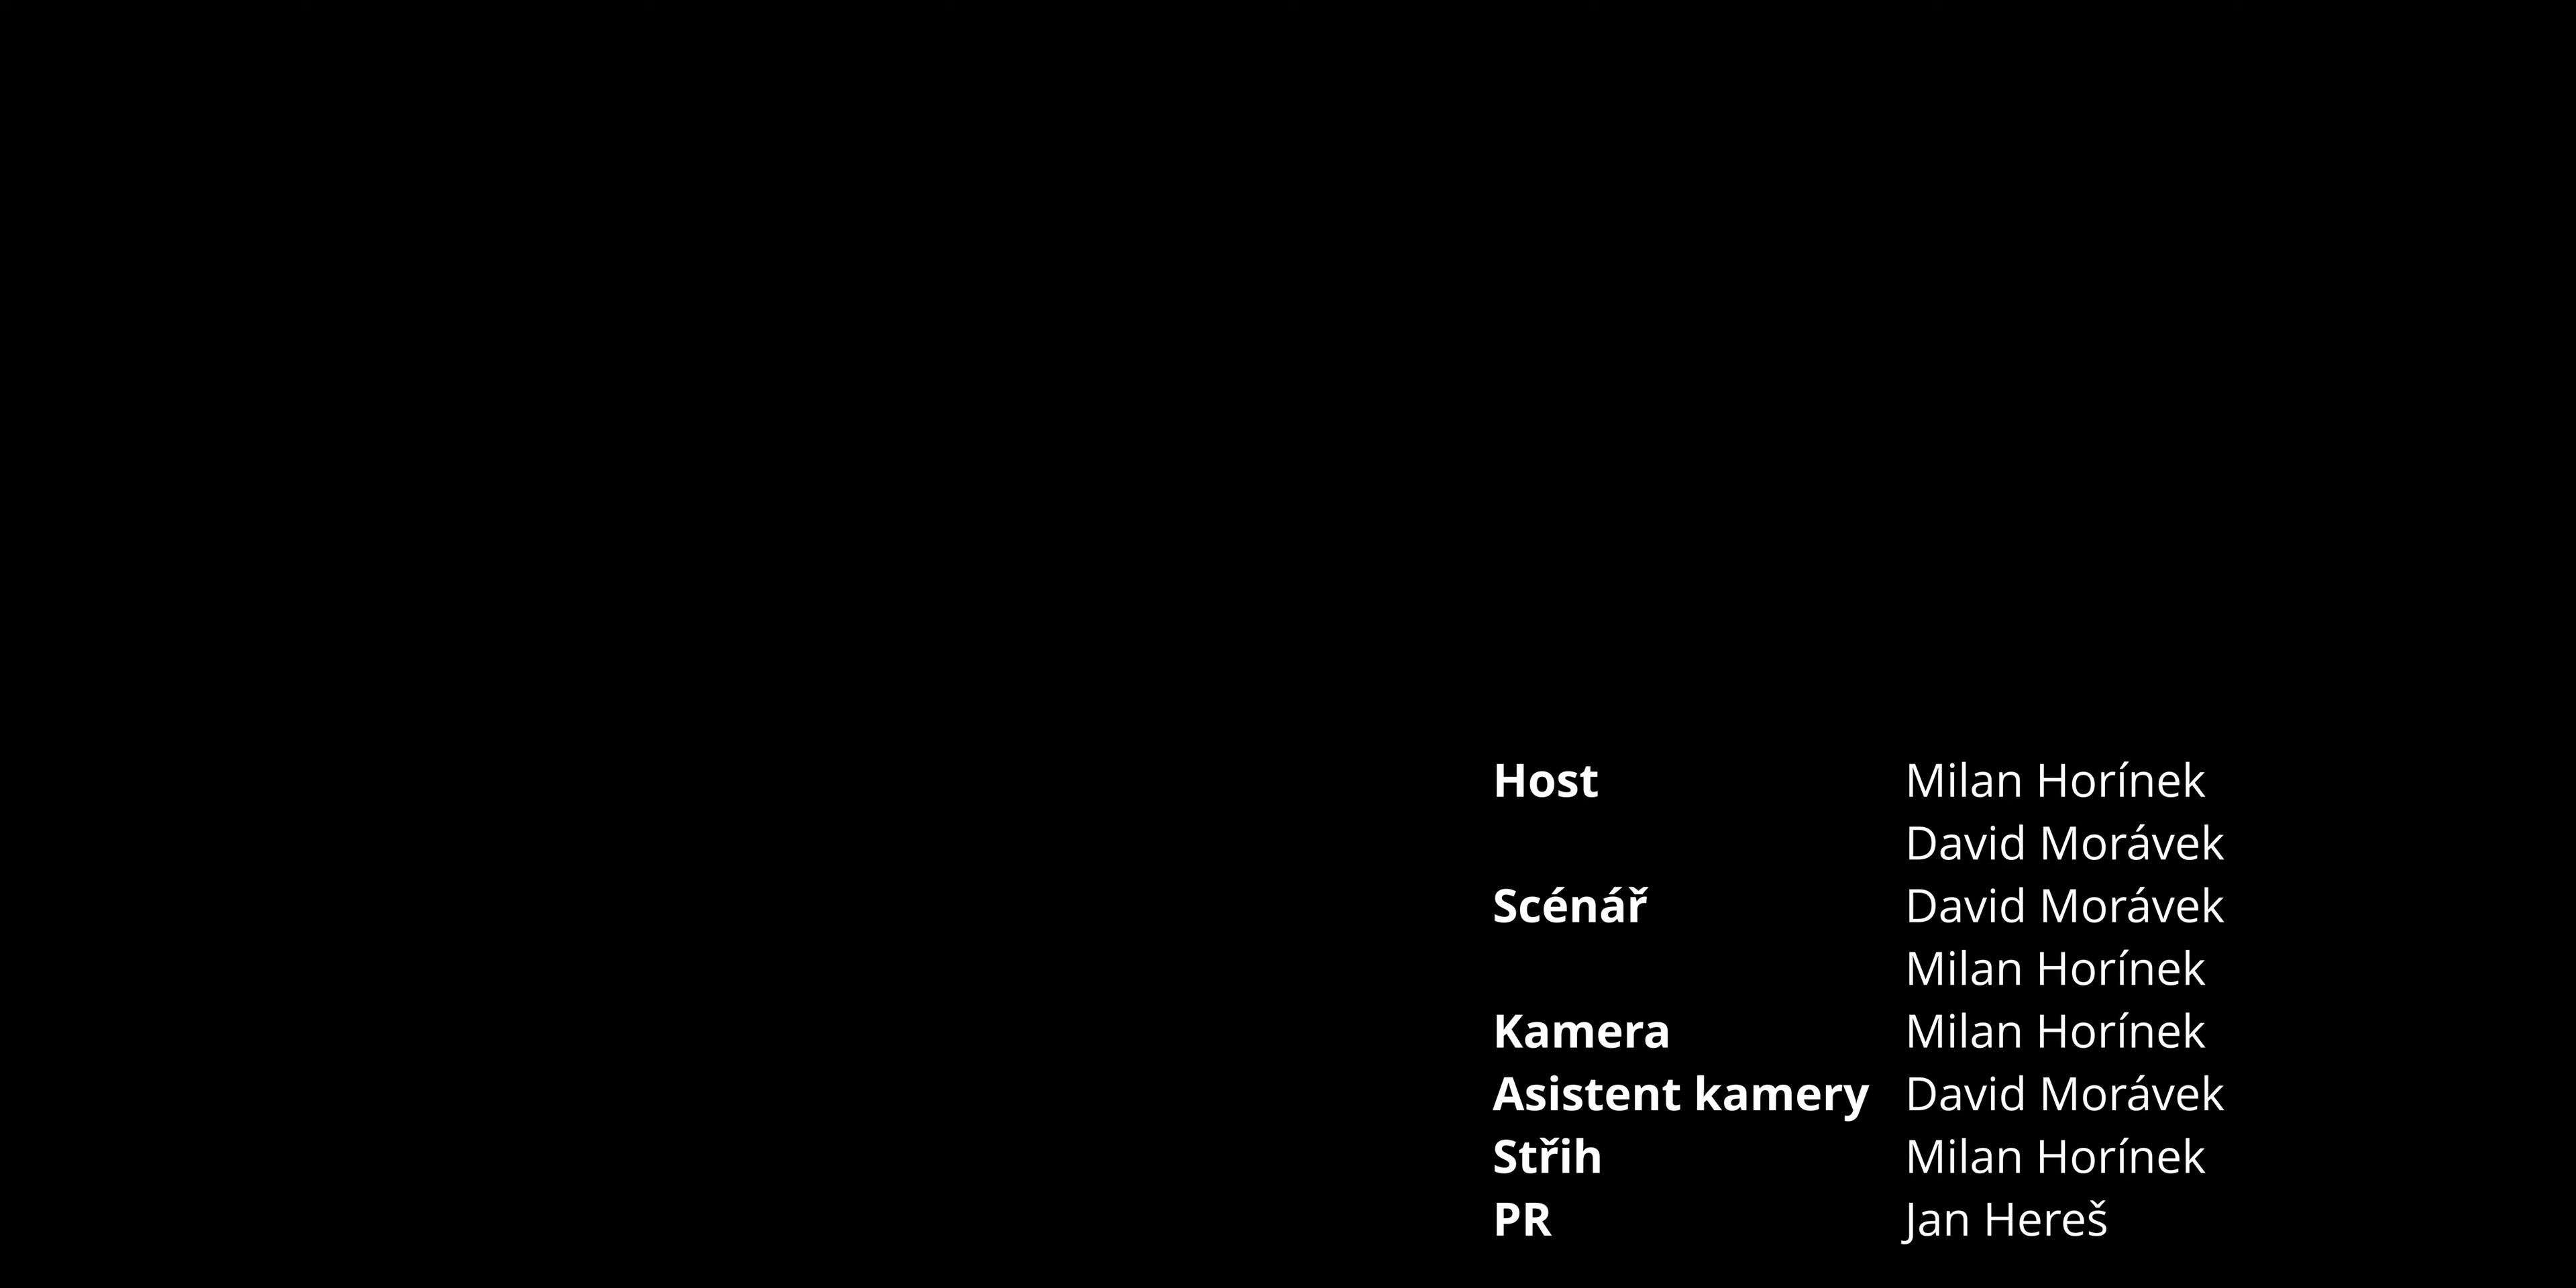 Host Milan Horínek
David Morávek
Scénář David Morávek
Milan Horínek
Kamera Milan Horínek
Asistent kamery David Morávek
Střih Milan Horínek
PR Jan Hereš